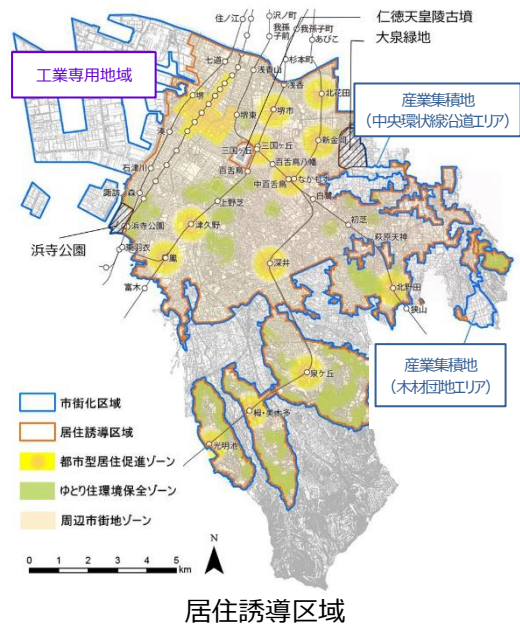 住ノ江
沢ノ町
我孫子前
我孫子町
あびこ
仁徳天皇陵古墳
大泉緑地
工業専用地域
七道
杉本町
浅香山
浅香
北花田
産業集積地
（中央環状線沿道エリア）
堺
堺東
堺市
湊
新金岡
三国ヶ丘
三国ヶ丘
百舌鳥八幡
石津川
百舌鳥
中百舌鳥
なかもず
白鷺
諏訪ノ森
上野芝
初芝
浜寺公園
津久野
萩原天神
浜寺公園
東羽衣
鳳
深井
富木
北野田
狭山
産業集積地
（木材団地エリア）
市街化区域
泉ケ丘
居住誘導区域
栂・美木多
都市型居住促進ゾーン
光明池
ゆとり住環境保全ゾーン
周辺市街地ゾーン
N
0 1 2 3 4 5
km
居住誘導区域